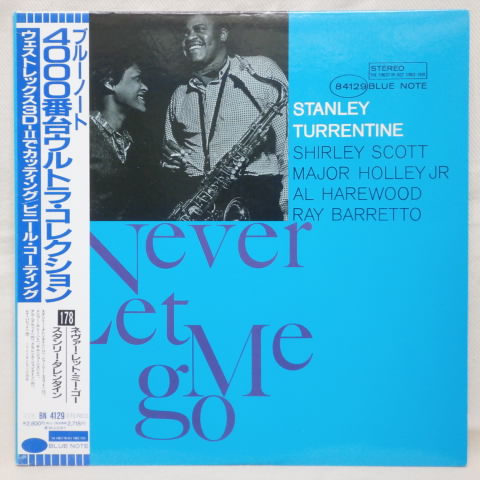 ブルーノート
4000番台ウルトラ・コレクション
ウェストレックス3D-IIでカッティング/ビニール・コーティング
178
ネヴァー・レット・ミー・ゴー
スタンリー・タレンタイン
BN 4129 STEREO
BLUE NOTE
STEREO
84129 BLUE NOTE
STANLEY
TURRENTINE
SHIRLEY SCOTT
MAJOR HOLLEY JR
AL HAREWOOD
RAY BARRETTO
Never
Let Me
go